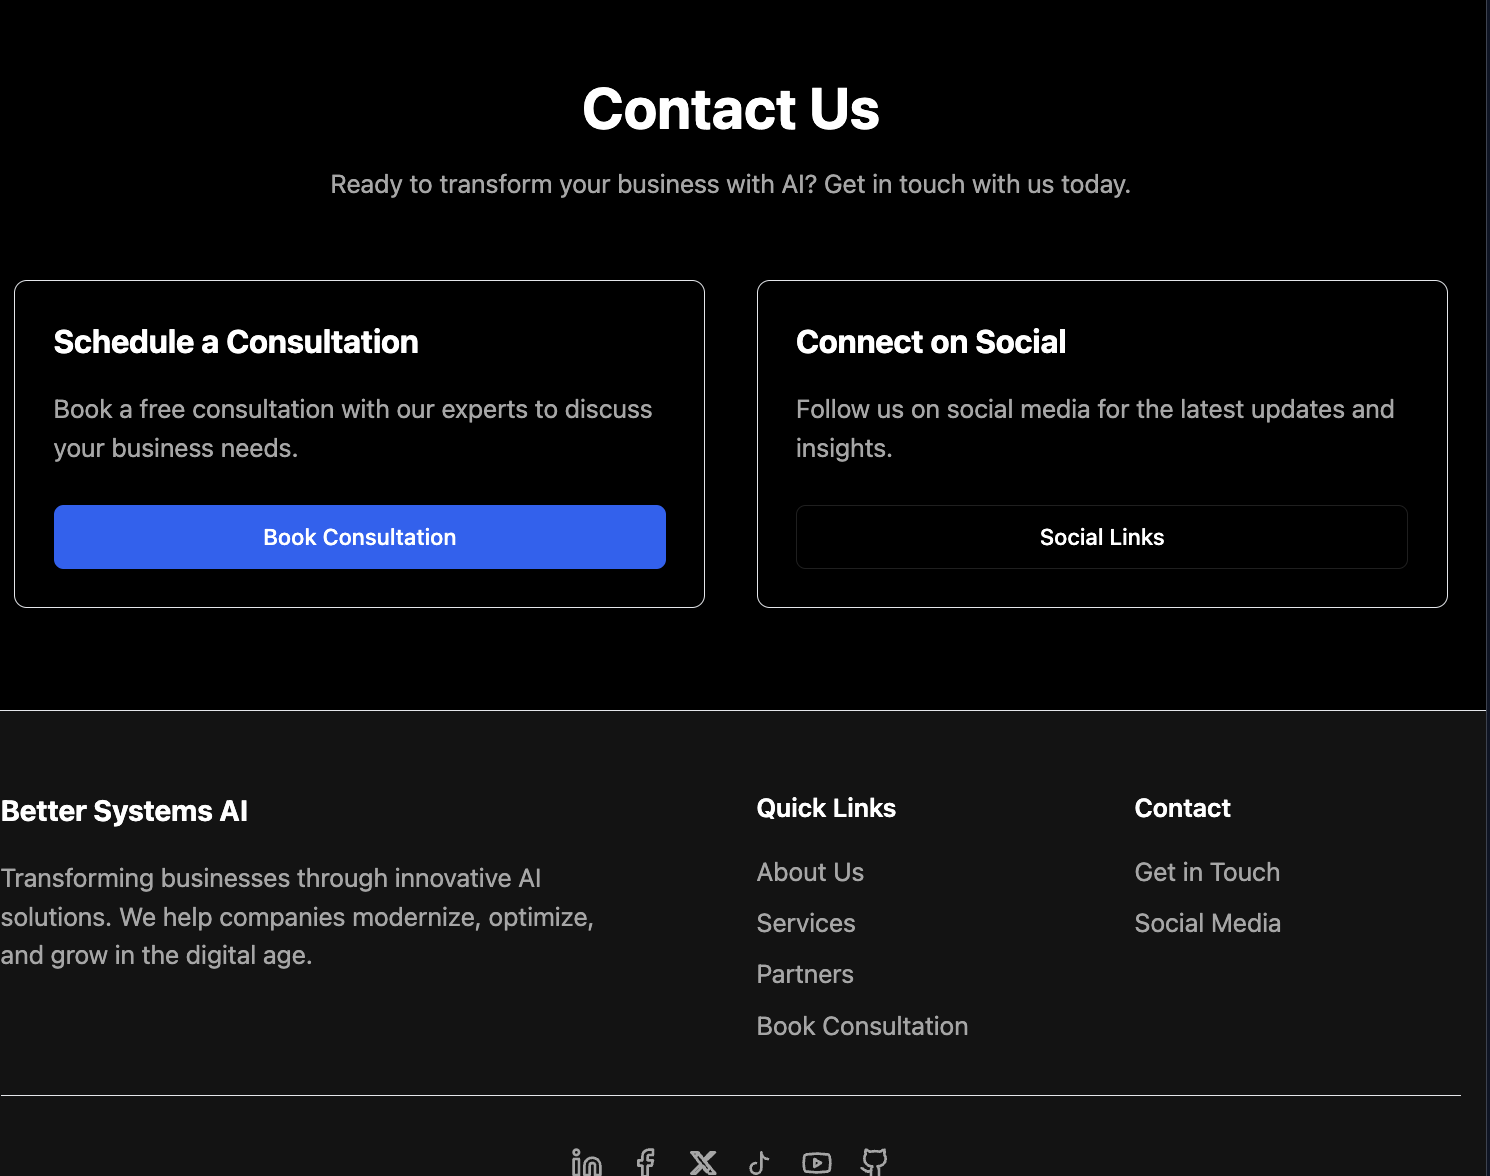 Contact Us
Ready to transform your business with AI? Get in touch with us today.
Schedule a Consultation
Book a free consultation with our experts to discuss
your business needs.
Book Consultation
Connect on Social
Follow us on social media for the latest updates and
insights.
Social Links
Better Systems AI
Transforming businesses through innovative AI
solutions. We help companies modernize, optimize,
and grow in the digital age.
Quick Links
About Us
Services
Partners
Book Consultation
Contact
Get in Touch
Social Media